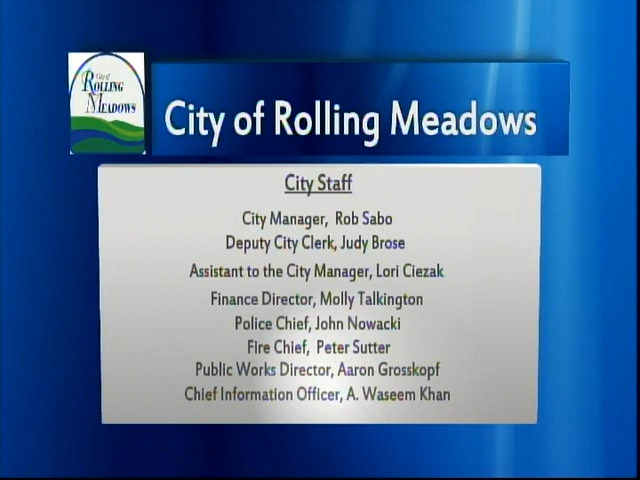 City of
ROLLING
MEADOWS
City of Rolling Meadows
City Staff
City Manager, Rob Sabo
Deputy City Clerk, Judy Brose
Assistant to the City Manager, Lori Ciezak
Finance Director, Molly Talkington
Police Chief, John Nowacki
Fire Chief, Peter Sutter
Public Works Director, Aaron Grosskopf
Chief Information Officer, A. Waseem Khan